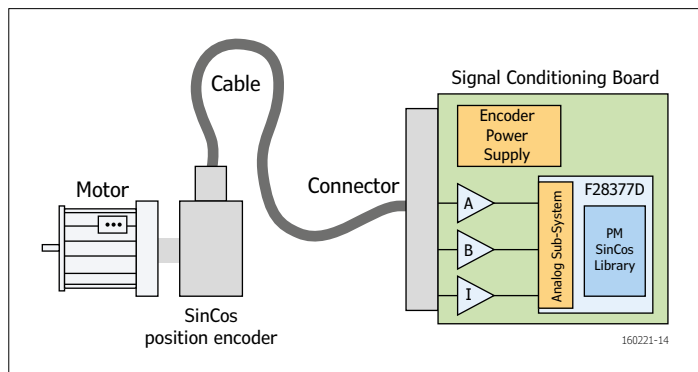 Signal Conditioning Board
Cable
Encoder
Power
Supply
Motor
Connector
F28377D
A
B
I
Analog Sub-System
PM
SinCos
Library
SinCos
position encoder
160221-14